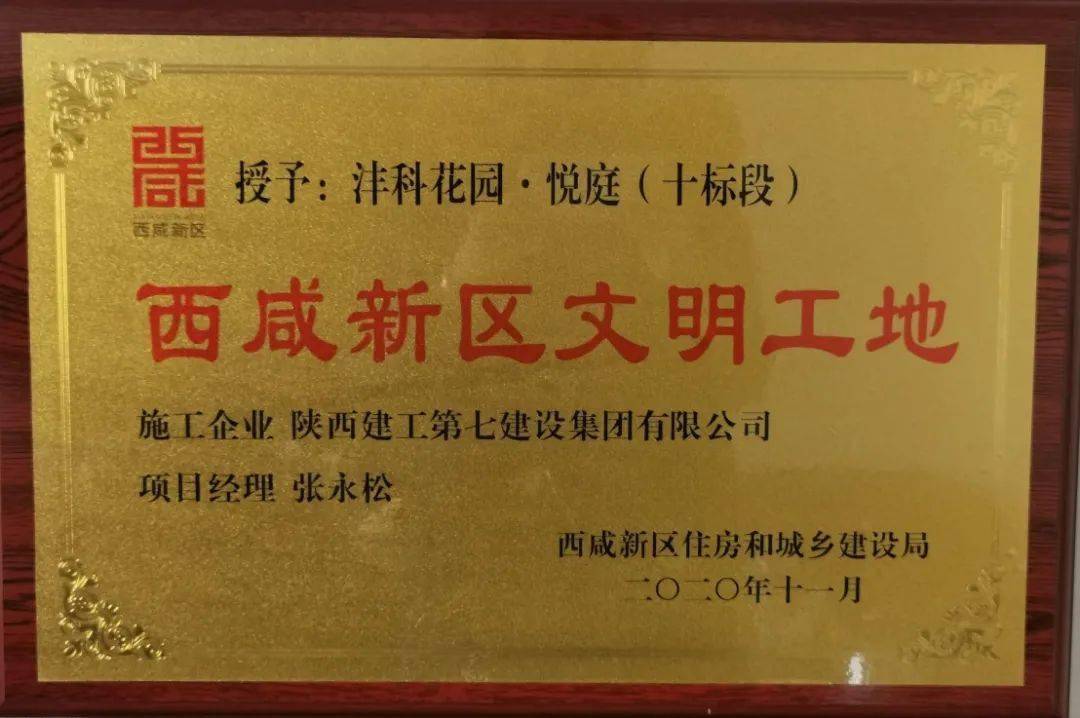 西咸
西咸新区
授予：沣科花园·悦庭（十标段）
西咸新区文明工地
施工企业 陕西建工第七建设集团有限公司
项目经理 张永松
西咸新区住房和城乡建设局
二〇二〇年十一月